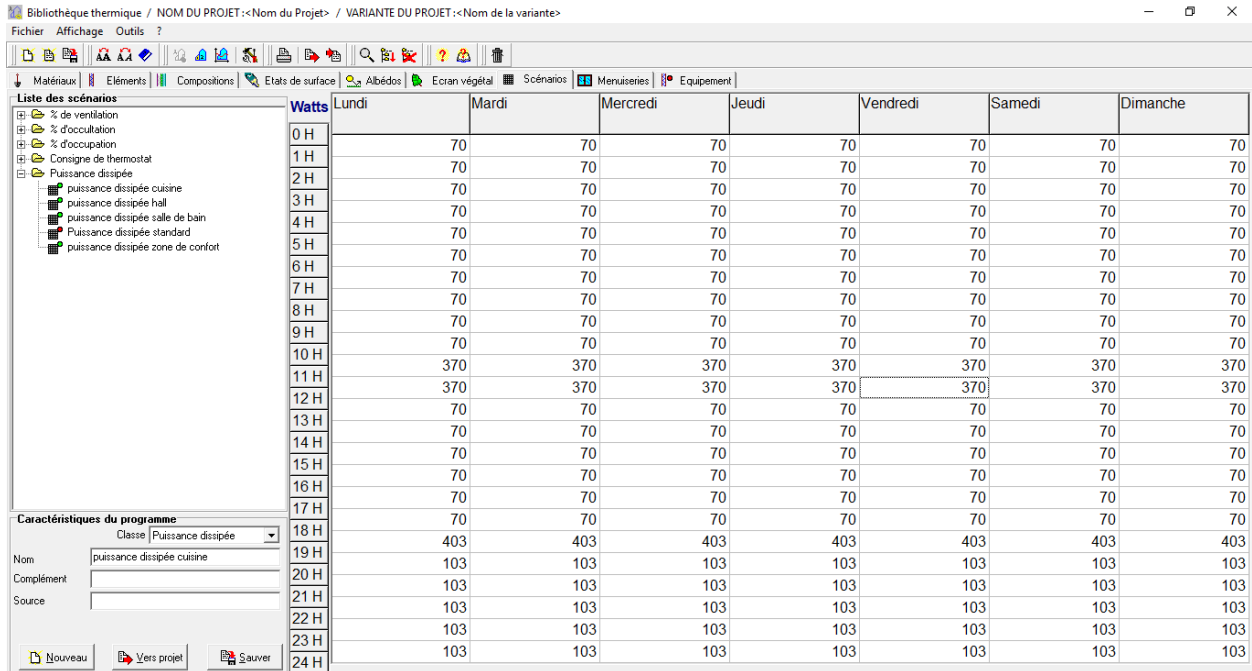 Bibliothèque thermique / NOM DU PROJET :<Nom du Projet> / VARIANTE DU PROJET :<Nom de la variante>
Fichier Affichage Outils ?
Matériaux Eléments Compositions Etats de surface Albédos Ecran végétal Scénarios Menuiseries Equipement
Liste des scénarios
% de ventilation
% d'occultation
% d'occupation
Consigne de thermostat
Puissance dissipée
puissance dissipée cuisine
puissance dissipée hall
puissance dissipée salle de bain
Puissance dissipée standard
puissance dissipée zone de confort
Caractéristiques du programme
Classe Puissance dissipée
Nom puissance dissipée cuisine
Complément
Source
Nouveau Vers projet Sauver
Watts Lundi Mardi Mercredi Jeudi Vendredi Samedi Dimanche
0 H
70 70 70 70 70 70 70
1 H
70 70 70 70 70 70 70
2 H
70 70 70 70 70 70 70
3 H
70 70 70 70 70 70 70
4 H
70 70 70 70 70 70 70
5 H
70 70 70 70 70 70 70
6 H
70 70 70 70 70 70 70
7 H
70 70 70 70 70 70 70
8 H
70 70 70 70 70 70 70
9 H
70 70 70 70 70 70 70
10 H
370 370 370 370 370 370 370
11 H
370 370 370 370 370 370 370
12 H
70 70 70 70 70 70 70
13 H
70 70 70 70 70 70 70
14 H
70 70 70 70 70 70 70
15 H
70 70 70 70 70 70 70
16 H
70 70 70 70 70 70 70
17 H
70 70 70 70 70 70 70
18 H
403 403 403 403 403 403 403
19 H
103 103 103 103 103 103 103
20 H
103 103 103 103 103 103 103
21 H
103 103 103 103 103 103 103
22 H
103 103 103 103 103 103 103
23 H
103 103 103 103 103 103 103
24 H